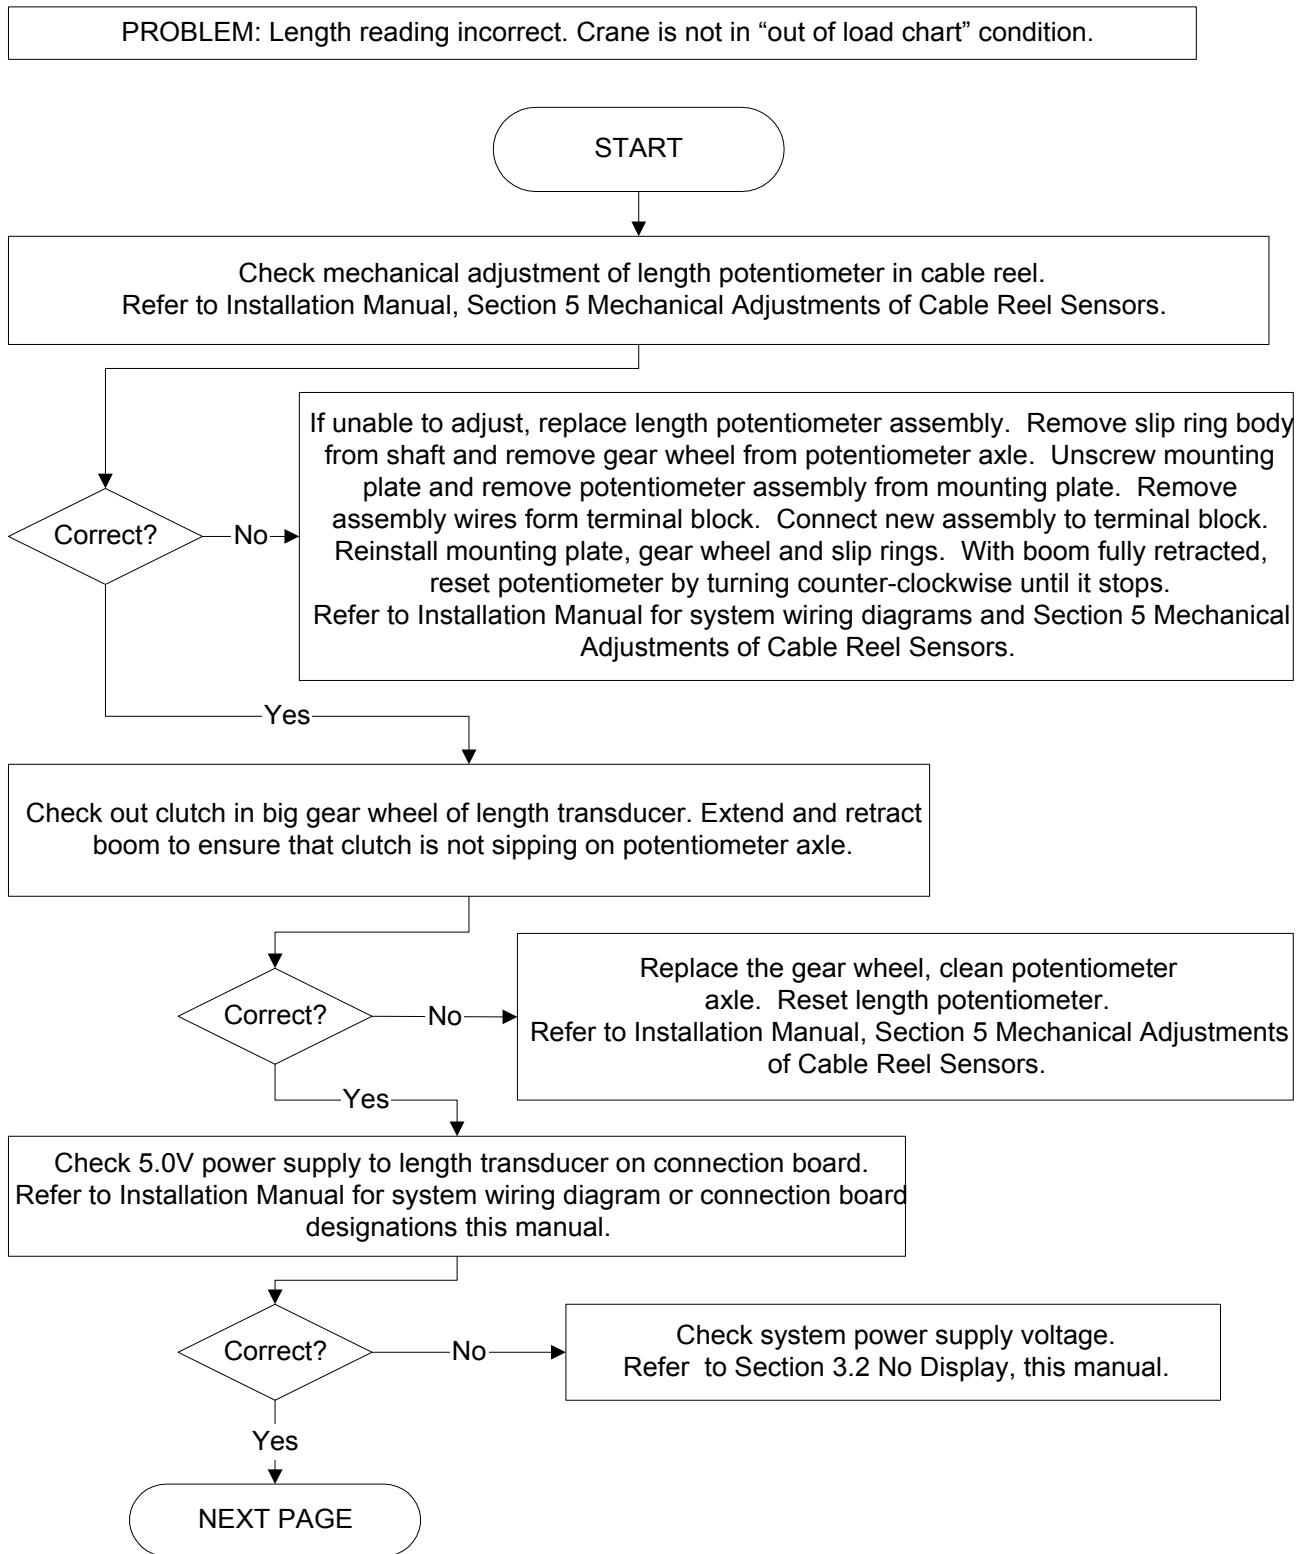 PROBLEM: Length reading incorrect. Crane is not in “out of load chart” condition.
START
Check mechanical adjustment of length potentiometer in cable reel.
Refer to Installation Manual, Section 5 Mechanical Adjustments of Cable Reel Sensors.
If unable to adjust, replace length potentiometer assembly. Remove slip ring body
from shaft and remove gear wheel from potentiometer axle. Unscrew mounting
plate and remove potentiometer assembly from mounting plate. Remove
assembly wires form terminal block. Connect new assembly to terminal block.
Reinstall mounting plate, gear wheel and slip rings. With boom fully retracted,
reset potentiometer by turning counter-clockwise until it stops.
Refer to Installation Manual for system wiring diagrams and Section 5 Mechanical
Adjustments of Cable Reel Sensors.
Correct?
No
Yes
Check out clutch in big gear wheel of length transducer. Extend and retract
boom to ensure that clutch is not sipping on potentiometer axle.
Correct?
No
Replace the gear wheel, clean potentiometer
axle. Reset length potentiometer.
Refer to Installation Manual, Section 5 Mechanical Adjustments
of Cable Reel Sensors.
Yes
Check 5.0V power supply to length transducer on connection board.
Refer to Installation Manual for system wiring diagram or connection board
designations this manual.
Correct?
No
Check system power supply voltage.
Refer to Section 3.2 No Display, this manual.
Yes
NEXT PAGE